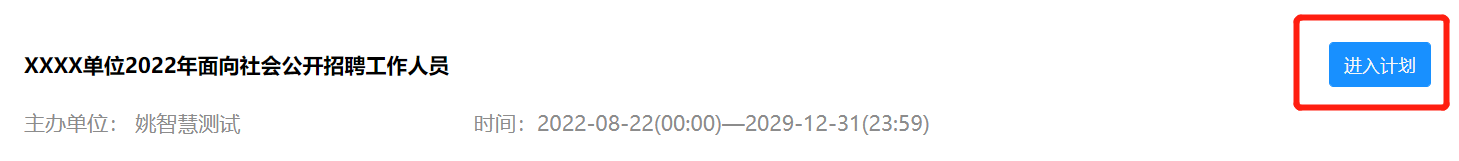 XXXX单位2022年面向社会公开招聘工作人员
进入计划
主办单位： 姚智慧测试 时间：2022-08-22(00:00)—2029-12-31(23:59)